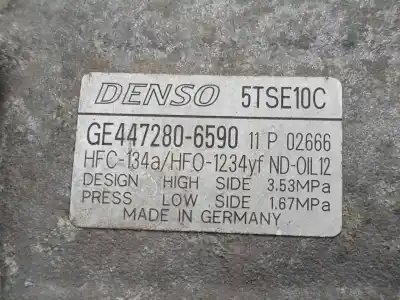 DENSO 5TSE10C
GE447280-6590 11 P 02666
HFC-134a/HFO-1234yf ND-OIL12
DESIGN HIGH SIDE 3.53MPa
PRESS LOW SIDE 1.67MPa
MADE IN GERMANY